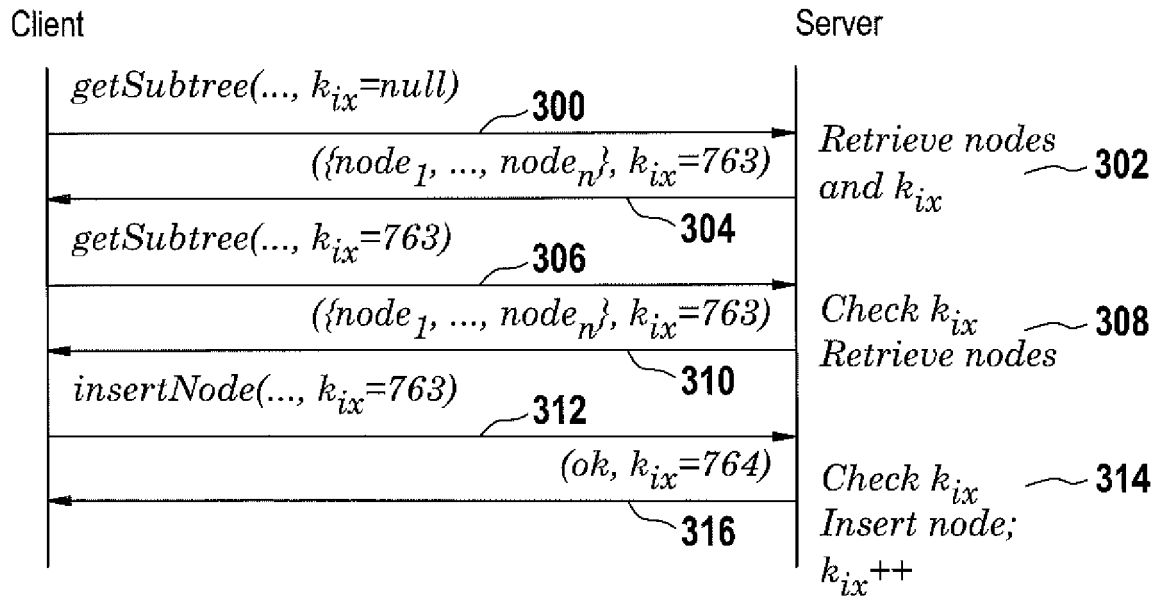 Client
Server
getSubtree(..., k_ix=null)
300
({node_1, ..., node_n}, k_ix=763)
Retrieve nodes
and k_ix
302
304
getSubtree(..., k_ix=763)
306
({node_1, ..., node_n}, k_ix=763)
Check k_ix
Retrieve nodes
308
310
insertNode(..., k_ix=763)
312
(ok, k_ix=764)
Check k_ix
Insert node;
k_ix++
314
316